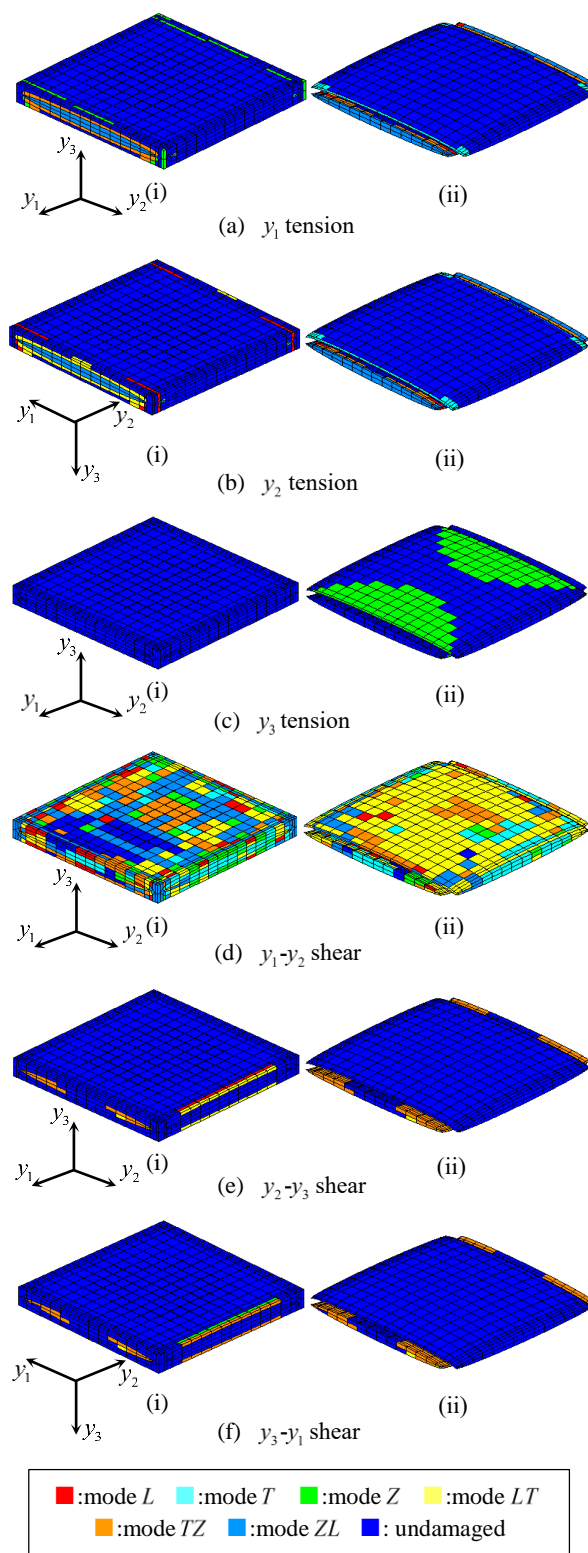 y3
y1
y2
(i)
(ii)
(a) y1 tension
y1
y2
y3
(i)
(ii)
(b) y2 tension
y3
y1
y2
(i)
(ii)
(c) y3 tension
y3
y1
y2
(i)
(ii)
(d) y1-y2 shear
y3
y1
y2
(i)
(ii)
(e) y2-y3 shear
y1
y2
y3
(i)
(ii)
(f) y3-y1 shear
:mode L :mode T :mode Z :mode LT
:mode TZ :mode ZL : undamaged